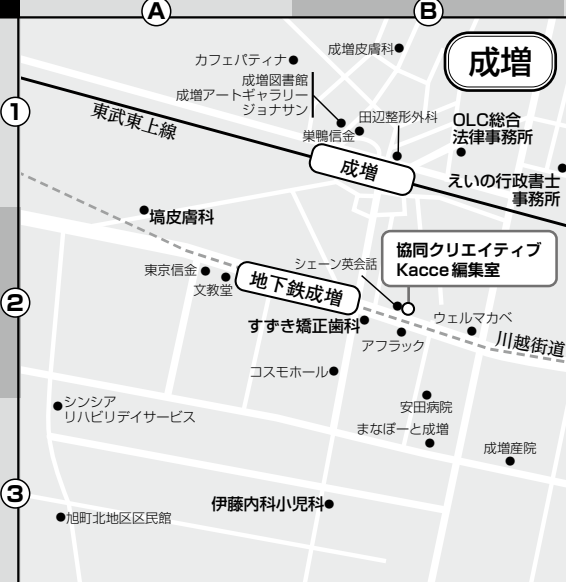 A
B
成増
1
2
3
カフェパティナ
成増皮膚科
成増図書館
成増アートギャラリー
ジョナサン
巣鴨信金
田辺整形外科
OLC総合
法律事務所
東武東上線
成増
えいの行政書士
事務所
塙皮膚科
協同クリエイティブ
Kacce編集室
シェーン英会話
東京信金
文教堂
地下鉄成増
ウェルマカベ
すずき矯正歯科
アフラック
川越街道
コスモホール
シンシア
リハビリデイサービス
安田病院
まなぽーと成増
成増産院
伊藤内科小児科
旭町北地区区民館